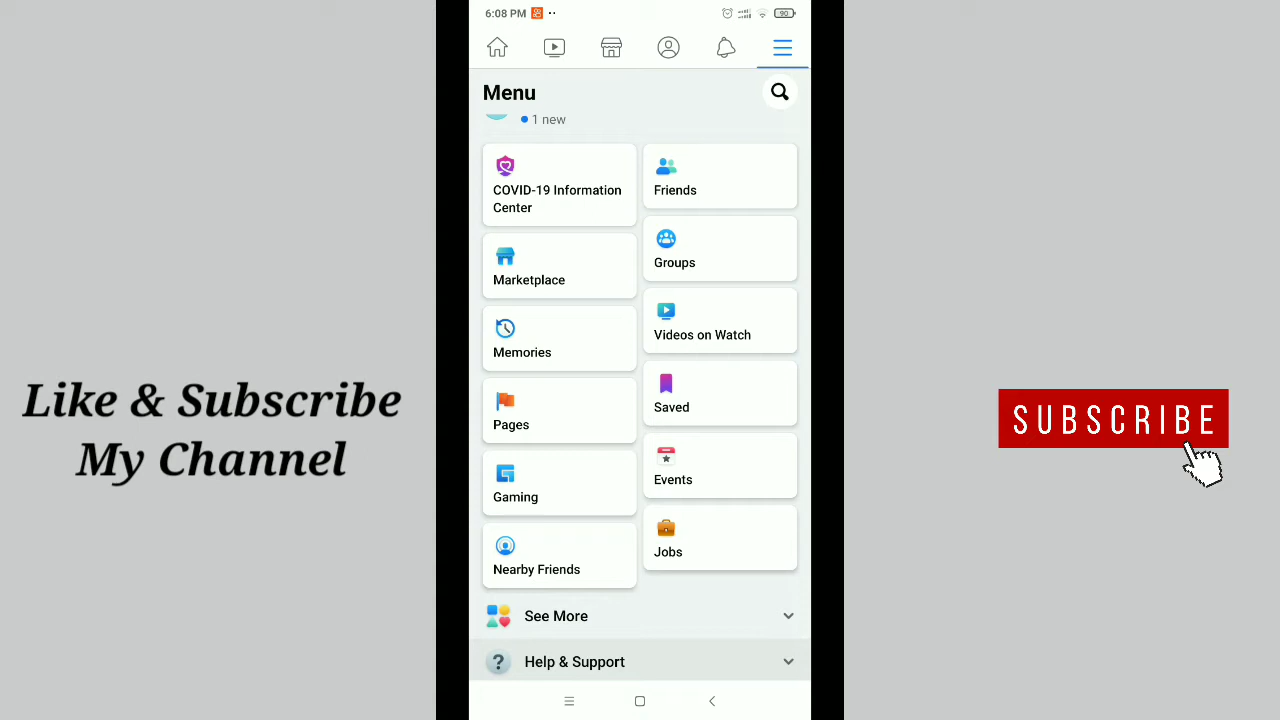 6:08 PM
90
Menu
1 new
COVID-19 Information
Center
Friends
Marketplace
Groups
Memories
Videos on Watch
Pages
Saved
Gaming
Events
Nearby Friends
Jobs
See More
? Help & Support
Like & Subscribe
My Channel
SUBSCRIBE